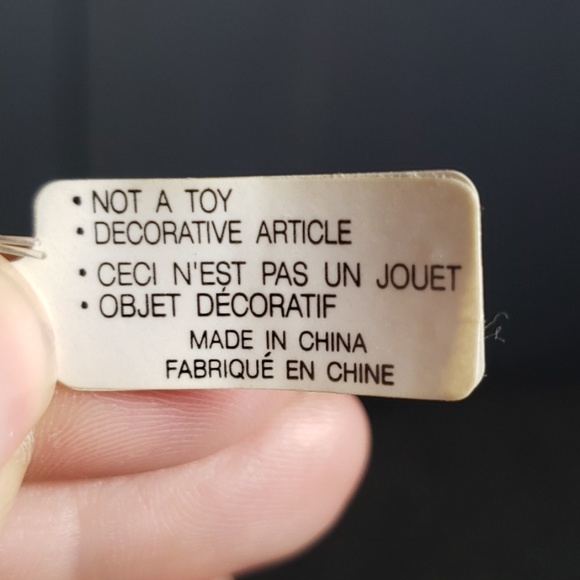 • NOT A TOY
• DECORATIVE ARTICLE
• CECI N'EST PAS UN JOUET
• OBJET DÉCORATIF
MADE IN CHINA
FABRIQUÉ EN CHINE